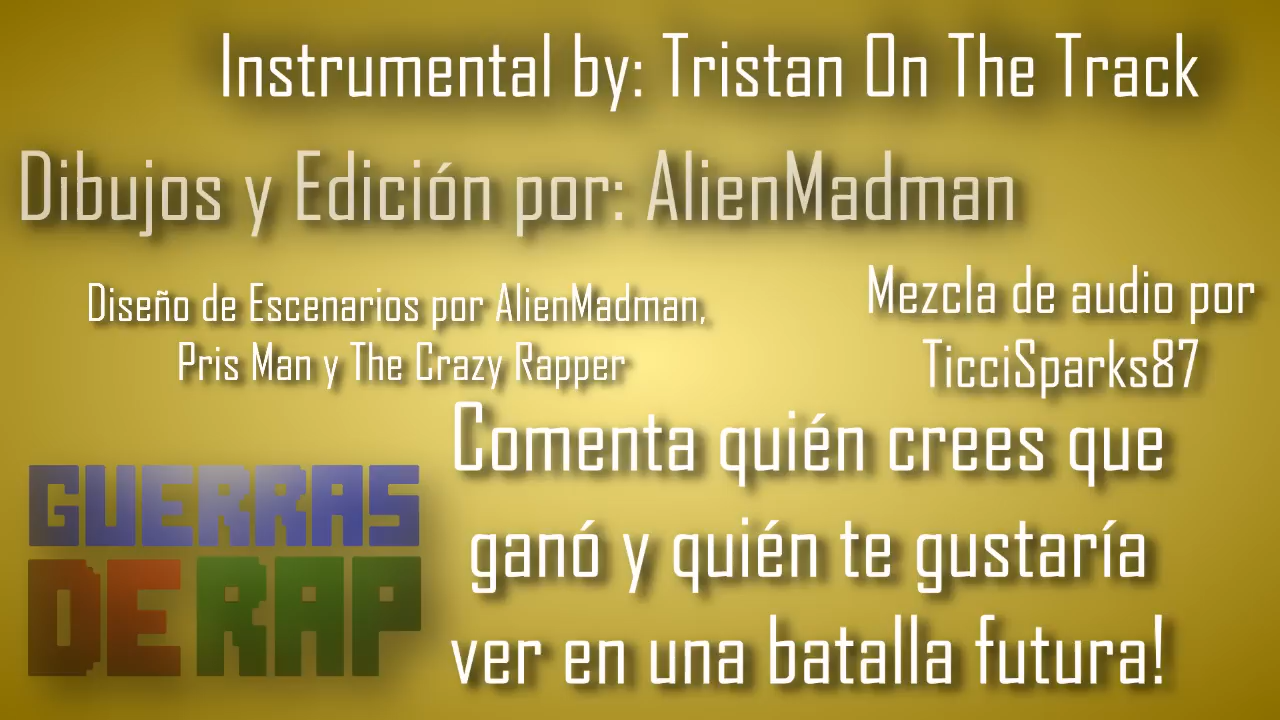 Instrumental by: Tristan On The Track
Dibujos y Edición por: AlienMadman
Diseño de Escenarios por AlienMadman,
Pris Man y The Crazy Rapper
Mezcla de audio por
TicciSparks87
Comenta quién crees que
ganó y quién te gustaría
ver en una batalla futura!
GUERRAS
DE RAP